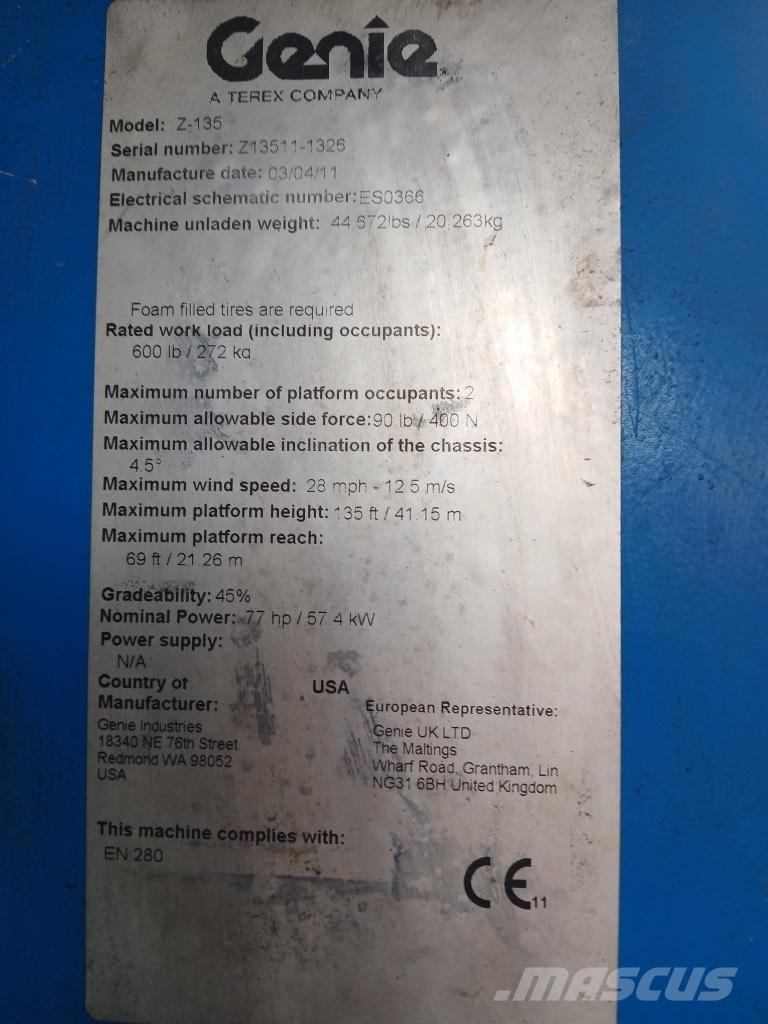 Genie
A TEREX COMPANY
Model: Z-135
Serial number: Z13511-1326
Manufacture date: 03/04/11
Electrical schematic number: ES0366
Machine unladen weight: 44,672lbs / 20,263kg
Foam filled tires are required
Rated work load (including occupants):
600 lb / 272 kg
Maximum number of platform occupants: 2
Maximum allowable side force: 90 lb / 400 N
Maximum allowable inclination of the chassis:
4.5°
Maximum wind speed: 28 mph - 12.5 m/s
Maximum platform height: 135 ft / 41.15 m
Maximum platform reach:
69 ft / 21.26 m
Gradeability: 45%
Nominal Power: 77 hp / 57.4 kW
Power supply:
N/A
Country of USA
Manufacturer:
Genie Industries
18340 NE 76th Street
Redmond WA 98052
USA
European Representative:
Genie UK LTD
The Maltings
Wharf Road, Grantham, Lin
NG31 6BH United Kingdom
This machine complies with:
EN 280
CE 11
MASCUS